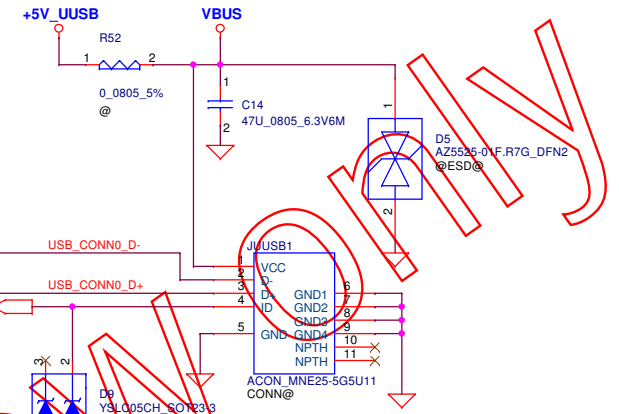 +5V_UUSB
VBUS
R52
1
2
0_0805_5%
@
1
C14
47U_0805_6.3V6M
2
1
D5
AZ5525-01F.R7G_DFN2
@ESD@
2
Only
JUUSB1
USB_CONN0_D-
1
VCC
2
D-
USB_CONN0_D+
3
D+
GND1
6
4
ID
GND2
7
GND3
8
5
GND
GND4
9
NPTH
10
NPTH
11
ACON_MNE25-5G5U11
CONN@
3
2
D9
YSLC05CH_SOT23-3